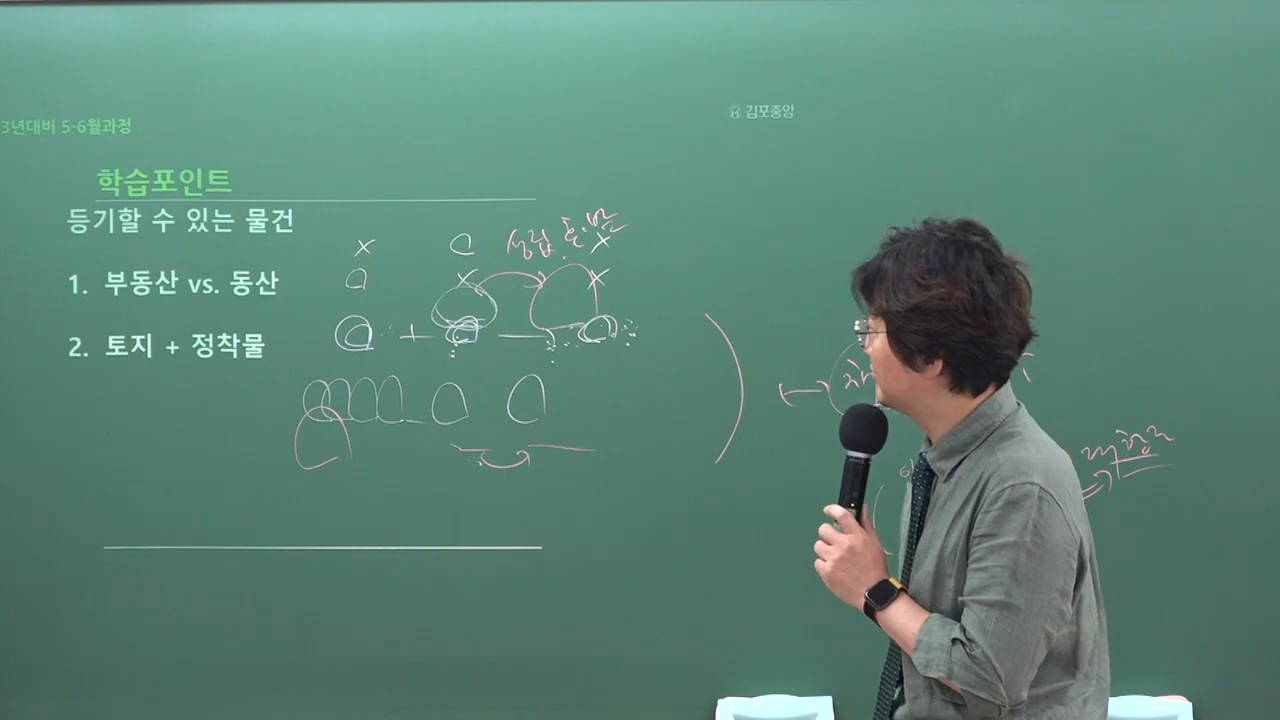 3년대비 5-6월과정
김포중앙
학습포인트
등기할 수 있는 물건
1. 부동산 vs. 동산
2. 토지 + 정착물
성립